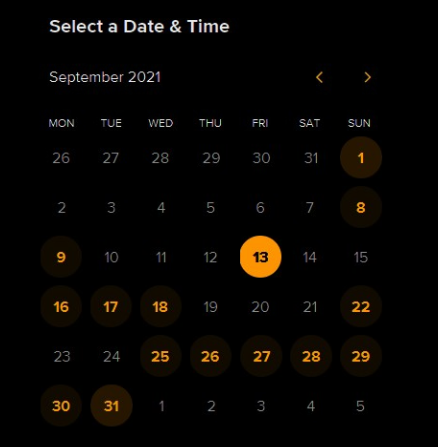 Select a Date & Time
September 2021
MON TUE WED THU FRI SAT SUN
26 27 28 29 30 31 1
2 3 4 5 6 7 8
9 10 11 12 13 14 15
16 17 18 19 20 21 22
23 24 25 26 27 28 29
30 31 1 2 3 4 5